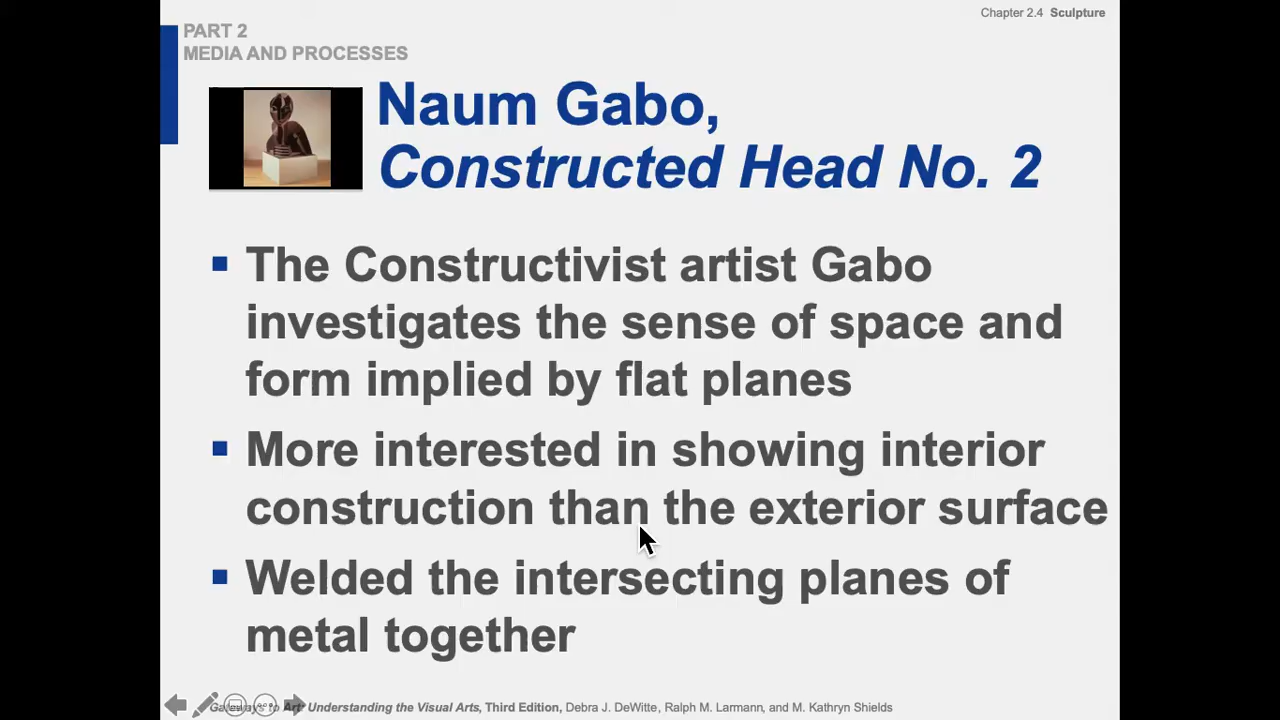 Chapter 2.4 Sculpture
PART 2
MEDIA AND PROCESSES
Naum Gabo,
Constructed Head No. 2
▪ The Constructivist artist Gabo
investigates the sense of space and
form implied by flat planes
▪ More interested in showing interior
construction than the exterior surface
▪ Welded the intersecting planes of
metal together
Gateways to Art: Understanding the Visual Arts, Third Edition, Debra J. DeWitte, Ralph M. Larmann, and M. Kathryn Shields